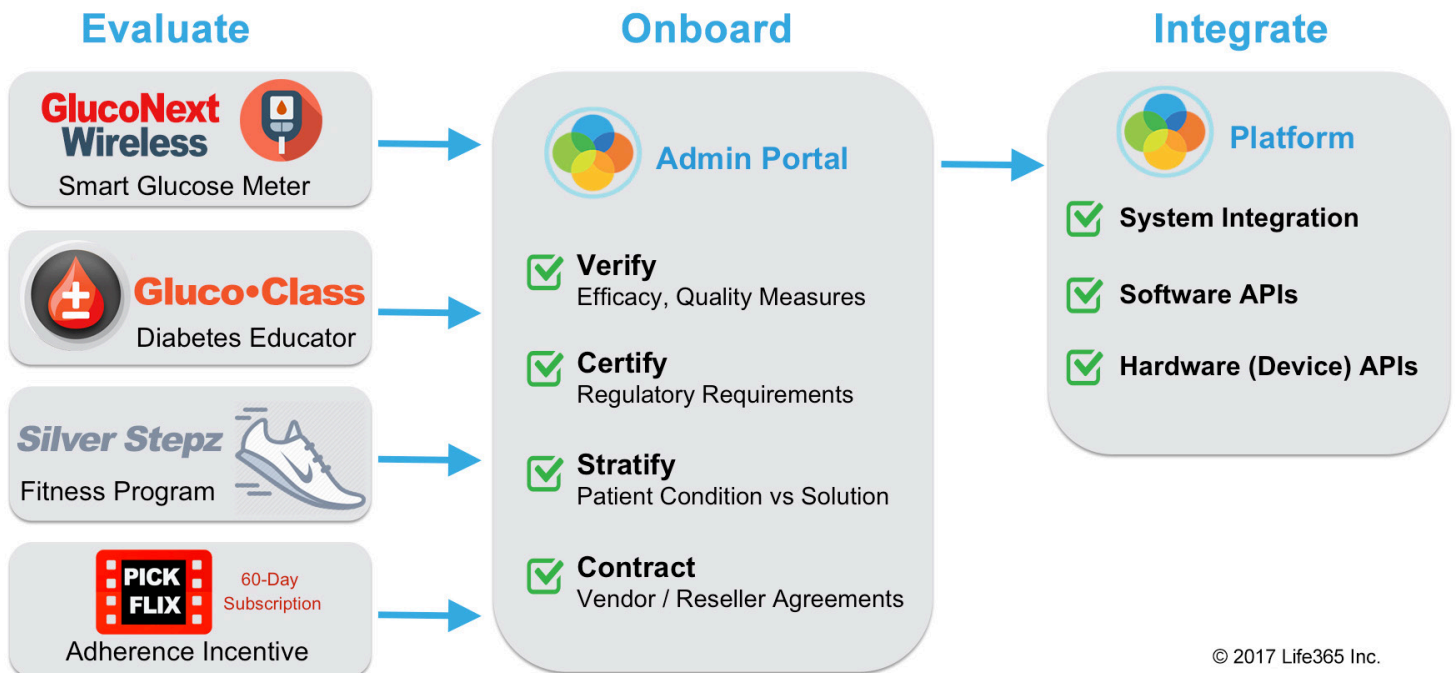 Evaluate
GlucoNext
Wireless
Smart Glucose Meter
Gluco•Class
Diabetes Educator
Silver Stepz
Fitness Program
PICK
FLIX
60-Day
Subscription
Adherence Incentive
Onboard
Admin Portal
Verify
Efficacy, Quality Measures
Certify
Regulatory Requirements
Stratify
Patient Condition vs Solution
Contract
Vendor / Reseller Agreements
Integrate
Platform
System Integration
Software APIs
Hardware (Device) APIs
© 2017 Life365 Inc.